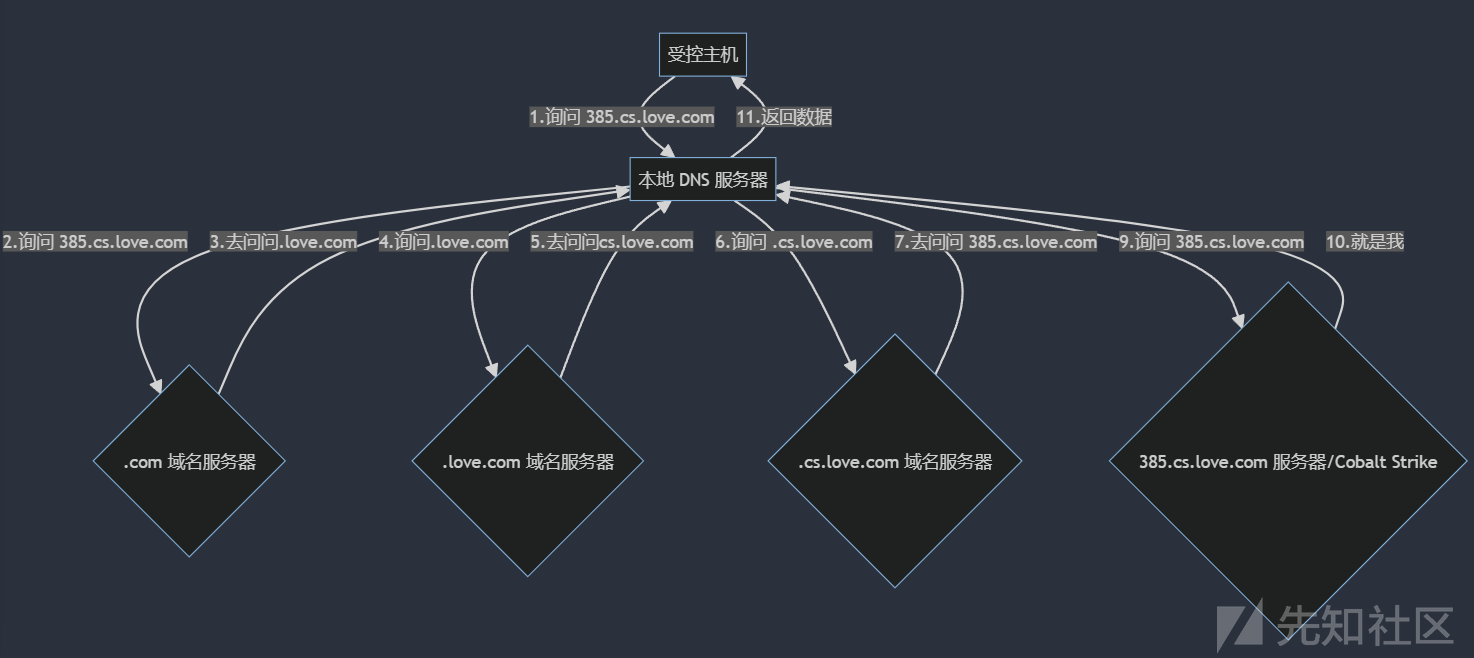 受控主机
1.询问 385.cs.love.com
11.返回数据
本地 DNS 服务器
2.询问 385.cs.love.com
3.去问问.love.com
4.询问.love.com
5.去问问cs.love.com
6.询问 .cs.love.com
7.去问问 385.cs.love.com
9.询问 385.cs.love.com
10.就是我
.com 域名服务器
.love.com 域名服务器
.cs.love.com 域名服务器
385.cs.love.com 服务器/Cobalt Strike
先知社区